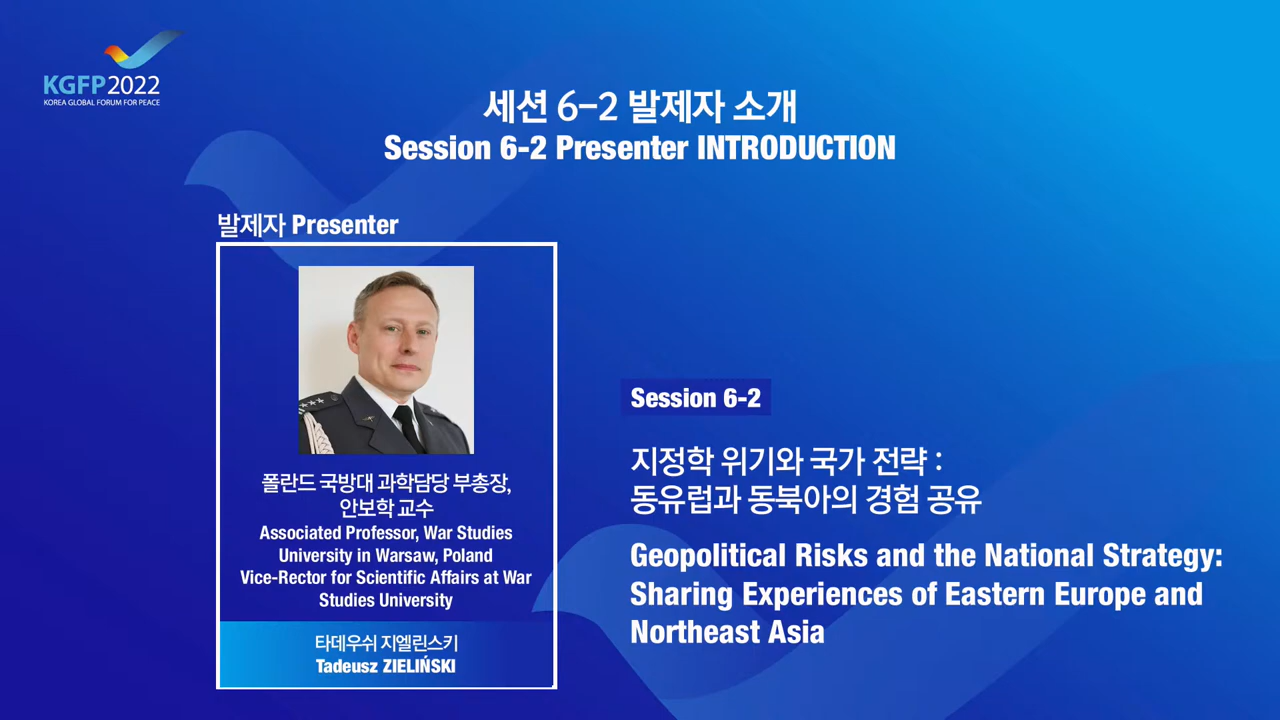 KGFP2022
KOREA GLOBAL FORUM FOR PEACE
세션 6-2 발제자 소개
Session 6-2 Presenter INTRODUCTION
발제자 Presenter
폴란드 국방대 과학담당 부총장,
안보학 교수
Associated Professor, War Studies
University in Warsaw, Poland
Vice-Rector for Scientific Affairs at War
Studies University
타데우쉬 지엘린스키
Tadeusz ZIELIŃSKI
Session 6-2
지정학 위기와 국가 전략 :
동유럽과 동북아의 경험 공유
Geopolitical Risks and the National Strategy:
Sharing Experiences of Eastern Europe and
Northeast Asia